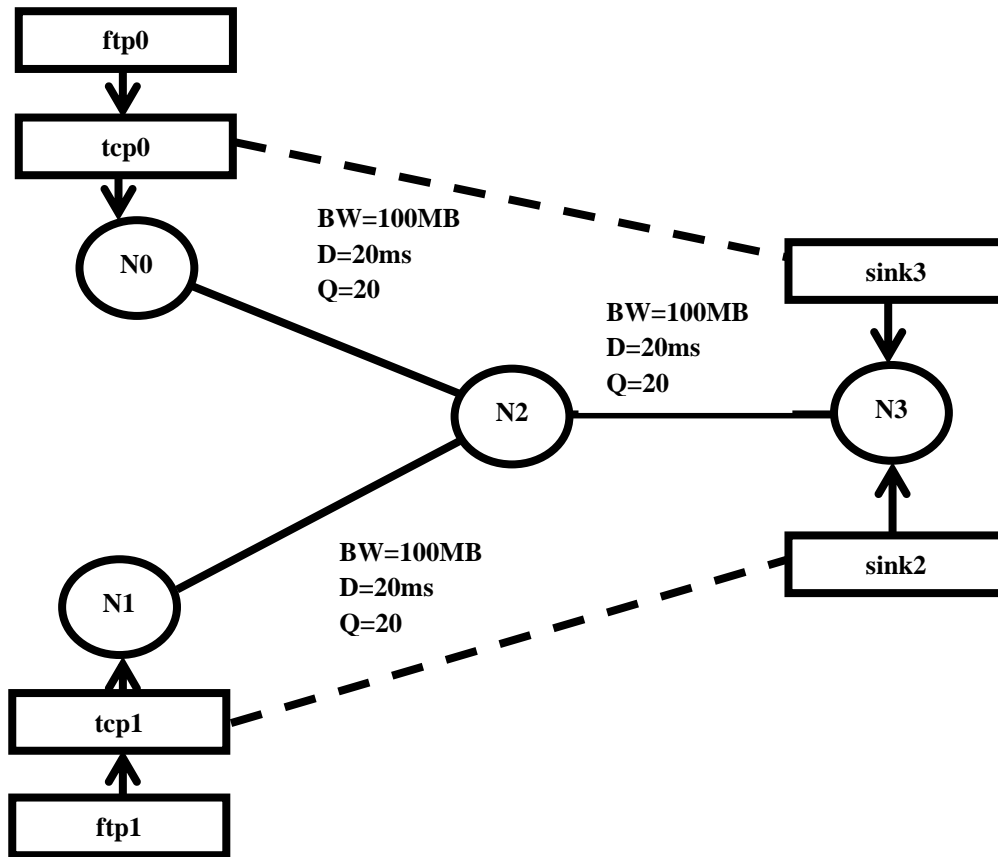 ftp0
tcp0
BW=100MB
D=20ms
Q=20
N0
sink3
BW=100MB
D=20ms
Q=20
N2
N3
BW=100MB
D=20ms
Q=20
sink2
N1
tcp1
ftp1